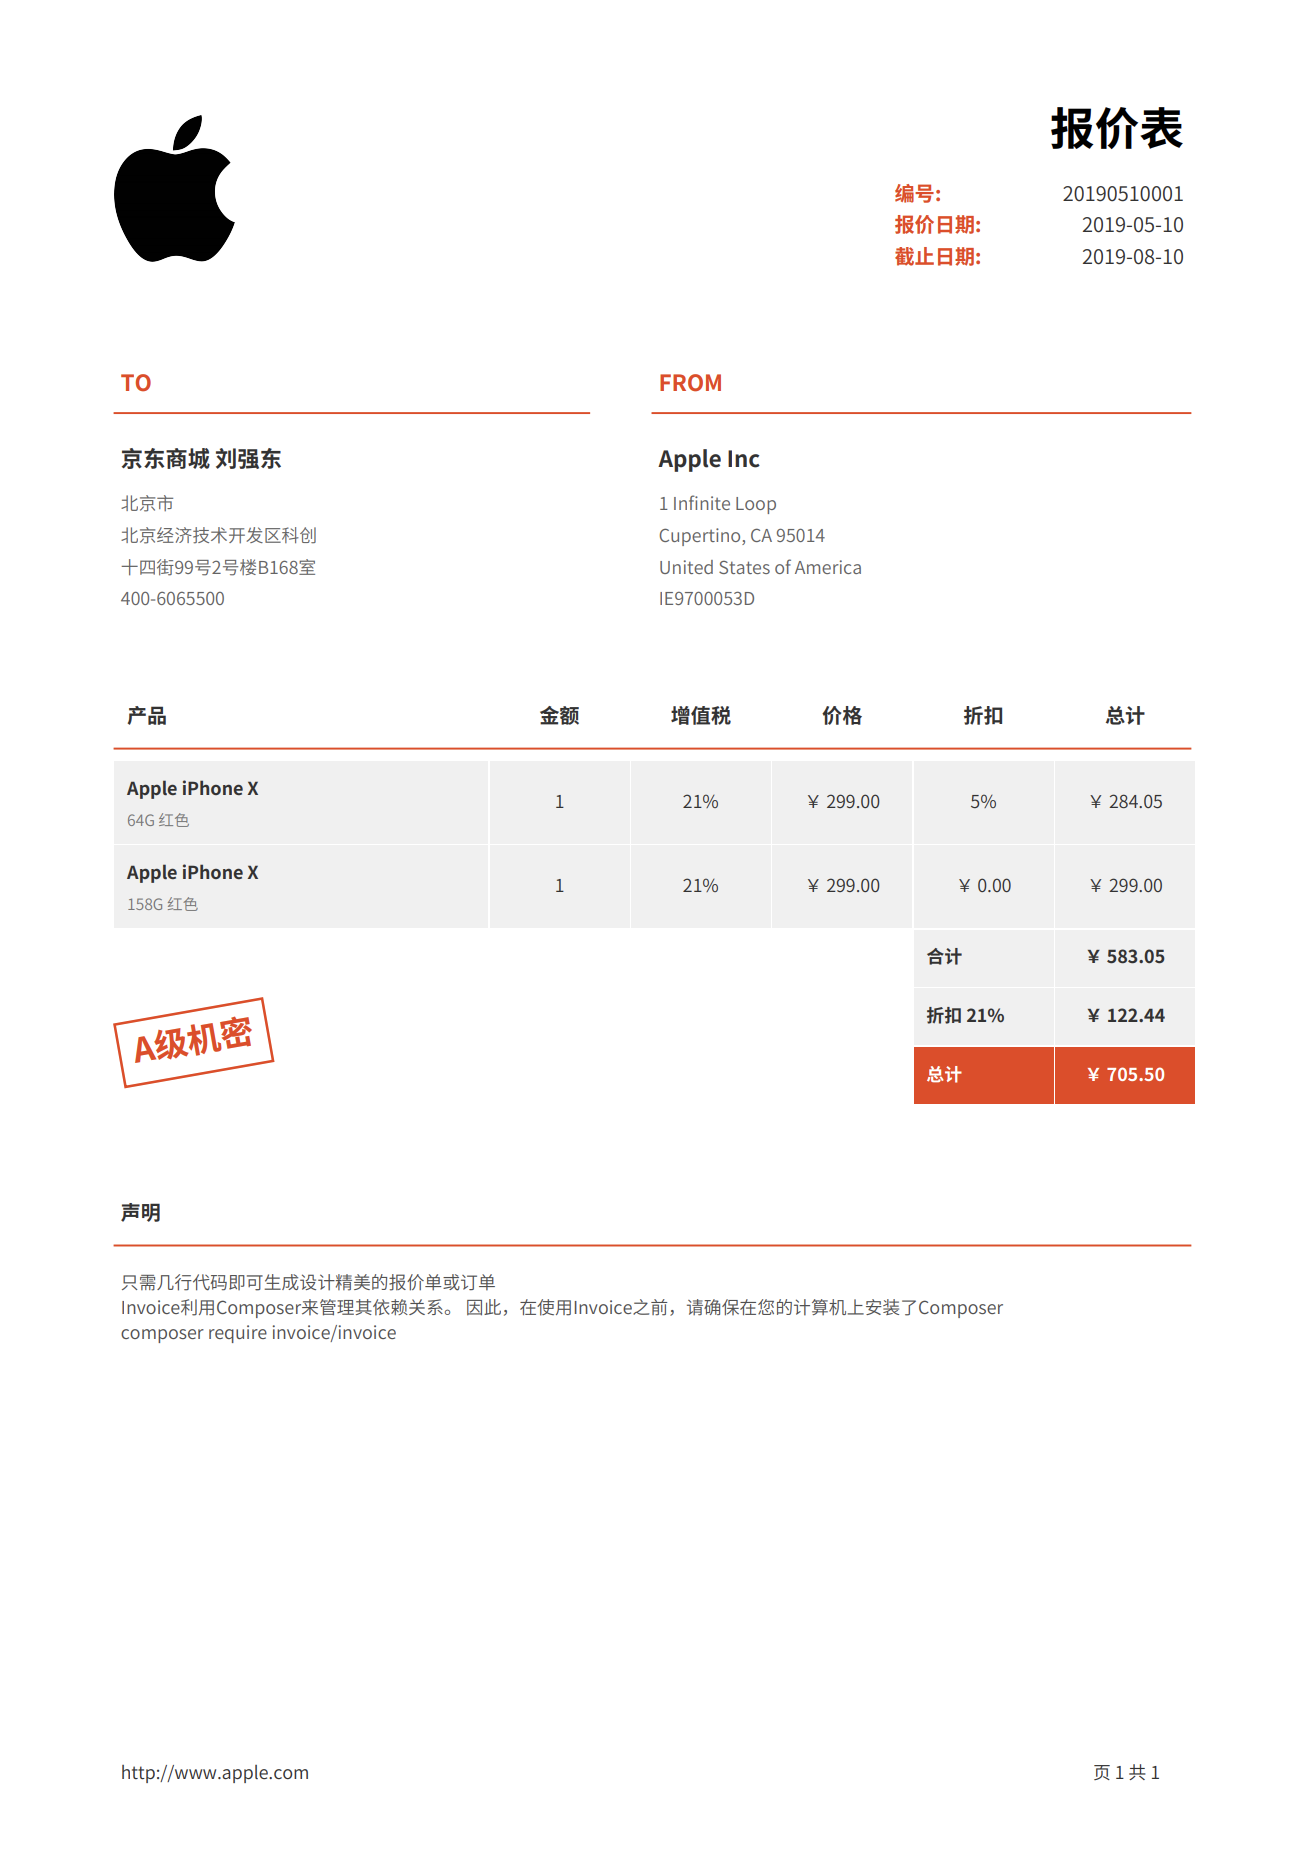 报价表
编号: 20190510001
报价日期: 2019-05-10
截止日期: 2019-08-10
TO
京东商城 刘强东
北京市
北京经济技术开发区科创
十四街99号2号楼B168室
400-6065500
FROM
Apple Inc
1 Infinite Loop
Cupertino, CA 95014
United States of America
IE9700053D
产品 金额 增值税 价格 折扣 总计
Apple iPhone X
64G 红色
1 21% ￥ 299.00 5% ￥ 284.05
Apple iPhone X
158G 红色
1 21% ￥ 299.00 ￥ 0.00 ￥ 299.00
合计 ￥ 583.05
折扣 21% ￥ 122.44
总计 ￥ 705.50
A级机密
声明
只需几行代码即可生成设计精美的报价单或订单
Invoice利用Composer来管理其依赖关系。 因此，在使用Invoice之前，请确保在您的计算机上安装了Composer
composer require invoice/invoice
http://www.apple.com 页 1 共 1